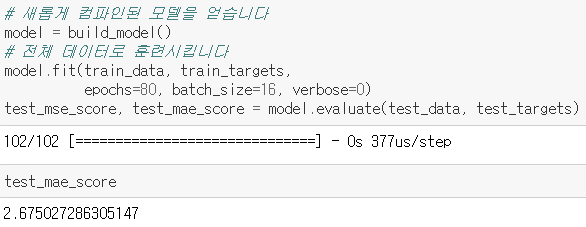 # 새롭게 컴파인된 모델을 얻습니다
model = build_model()
# 전체 데이터로 훈련시킵니다
model.fit(train_data, train_targets,
epochs=80, batch_size=16, verbose=0)
test_mse_score, test_mae_score = model.evaluate(test_data, test_targets)
102/102 [==============================] - 0s 377us/step
test_mae_score
2.675027286305147